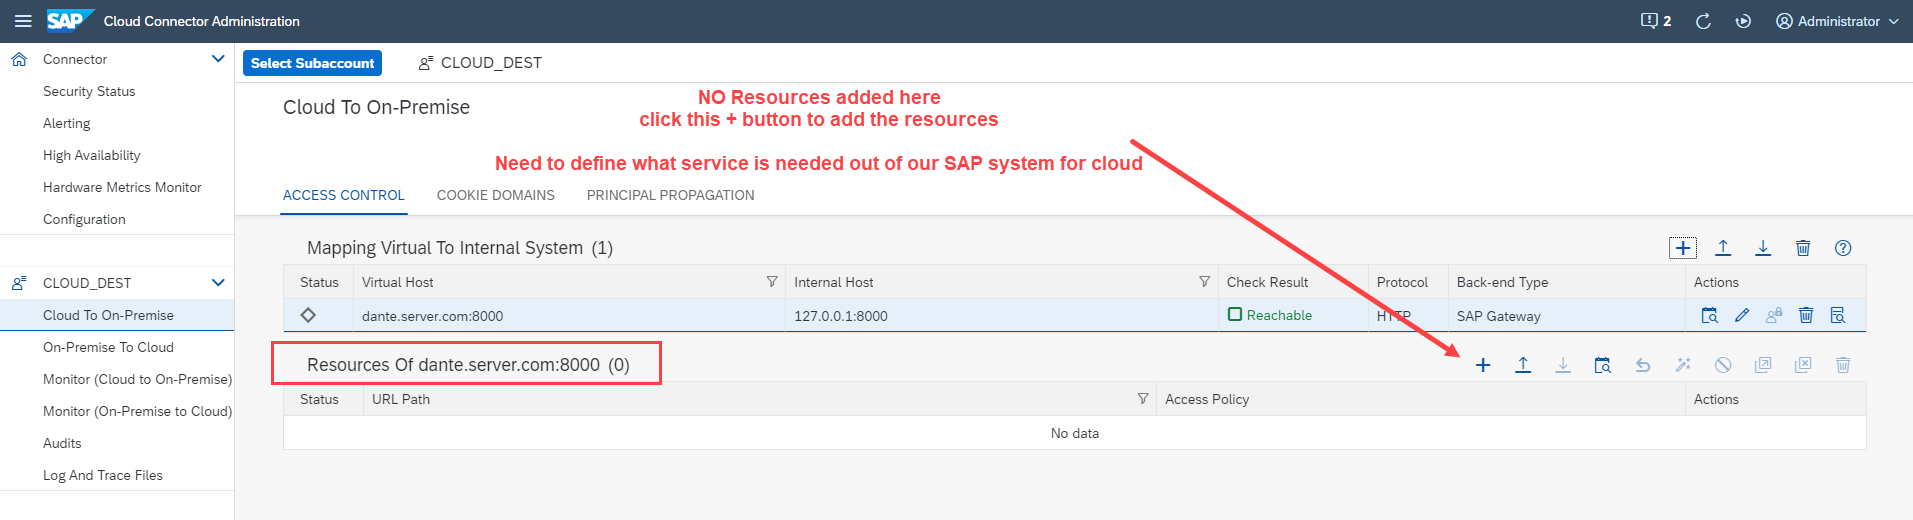 SAP Cloud Connector Administration 2 Administrator
Connector
Security Status
Alerting
High Availability
Hardware Metrics Monitor
Configuration
CLOUD_DEST
Cloud To On-Premise
On-Premise To Cloud
Monitor (Cloud to On-Premise)
Monitor (On-Premise to Cloud)
Audits
Log And Trace Files
Select Subaccount CLOUD_DEST
Cloud To On-Premise
NO Resources added here
click this + button to add the resources
Need to define what service is needed out of our SAP system for cloud
ACCESS CONTROL COOKIE DOMAINS PRINCIPAL PROPAGATION
Mapping Virtual To Internal System (1)
Status Virtual Host Internal Host Check Result Protocol Back-end Type Actions
dante.server.com:8000 127.0.0.1:8000 Reachable HTTP SAP Gateway
Resources Of dante.server.com:8000 (0)
Status URL Path Access Policy Actions
No data